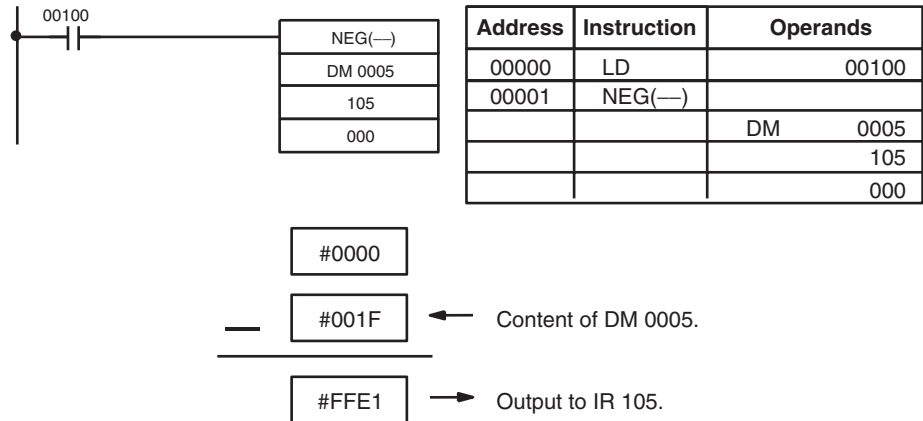 00100
NEG(––)
DM 0005
105
000
Address Instruction Operands
00000 LD 00100
00001 NEG(––)
DM 0005
105
000
#0000
— #001F Content of DM 0005.
#FFE1 Output to IR 105.